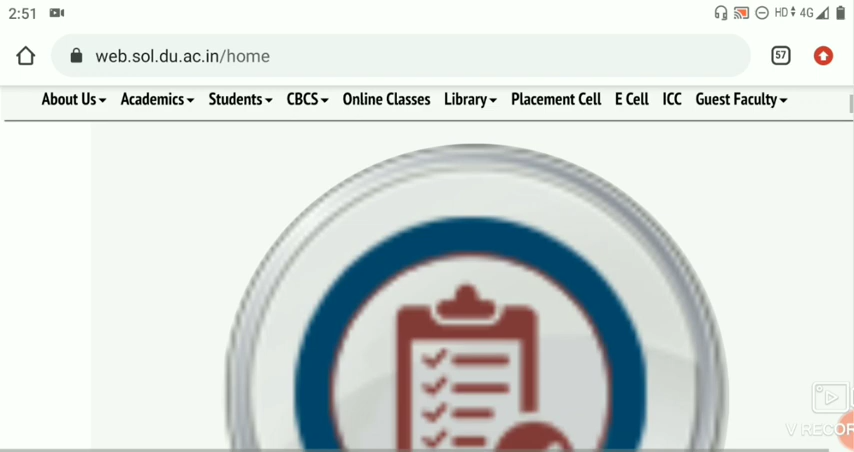 2:51 HD 4G
web.sol.du.ac.in/home 57
About Us Academics Students CBCS Online Classes Library Placement Cell E Cell ICC Guest Faculty
V RECOR